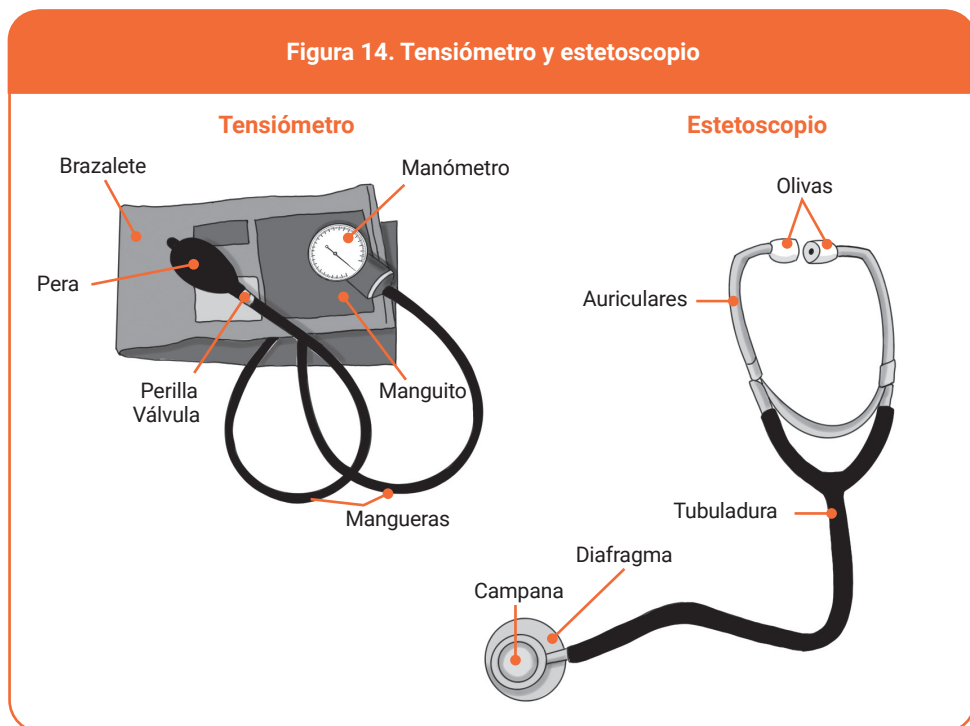 Figura 14. Tensiómetro y estetoscopio
Tensiómetro
Brazalete
Manómetro
Pera
Perilla
Válvula
Manguito
Mangueras
Estetoscopio
Olivas
Auriculares
Tubuladura
Diafragma
Campana